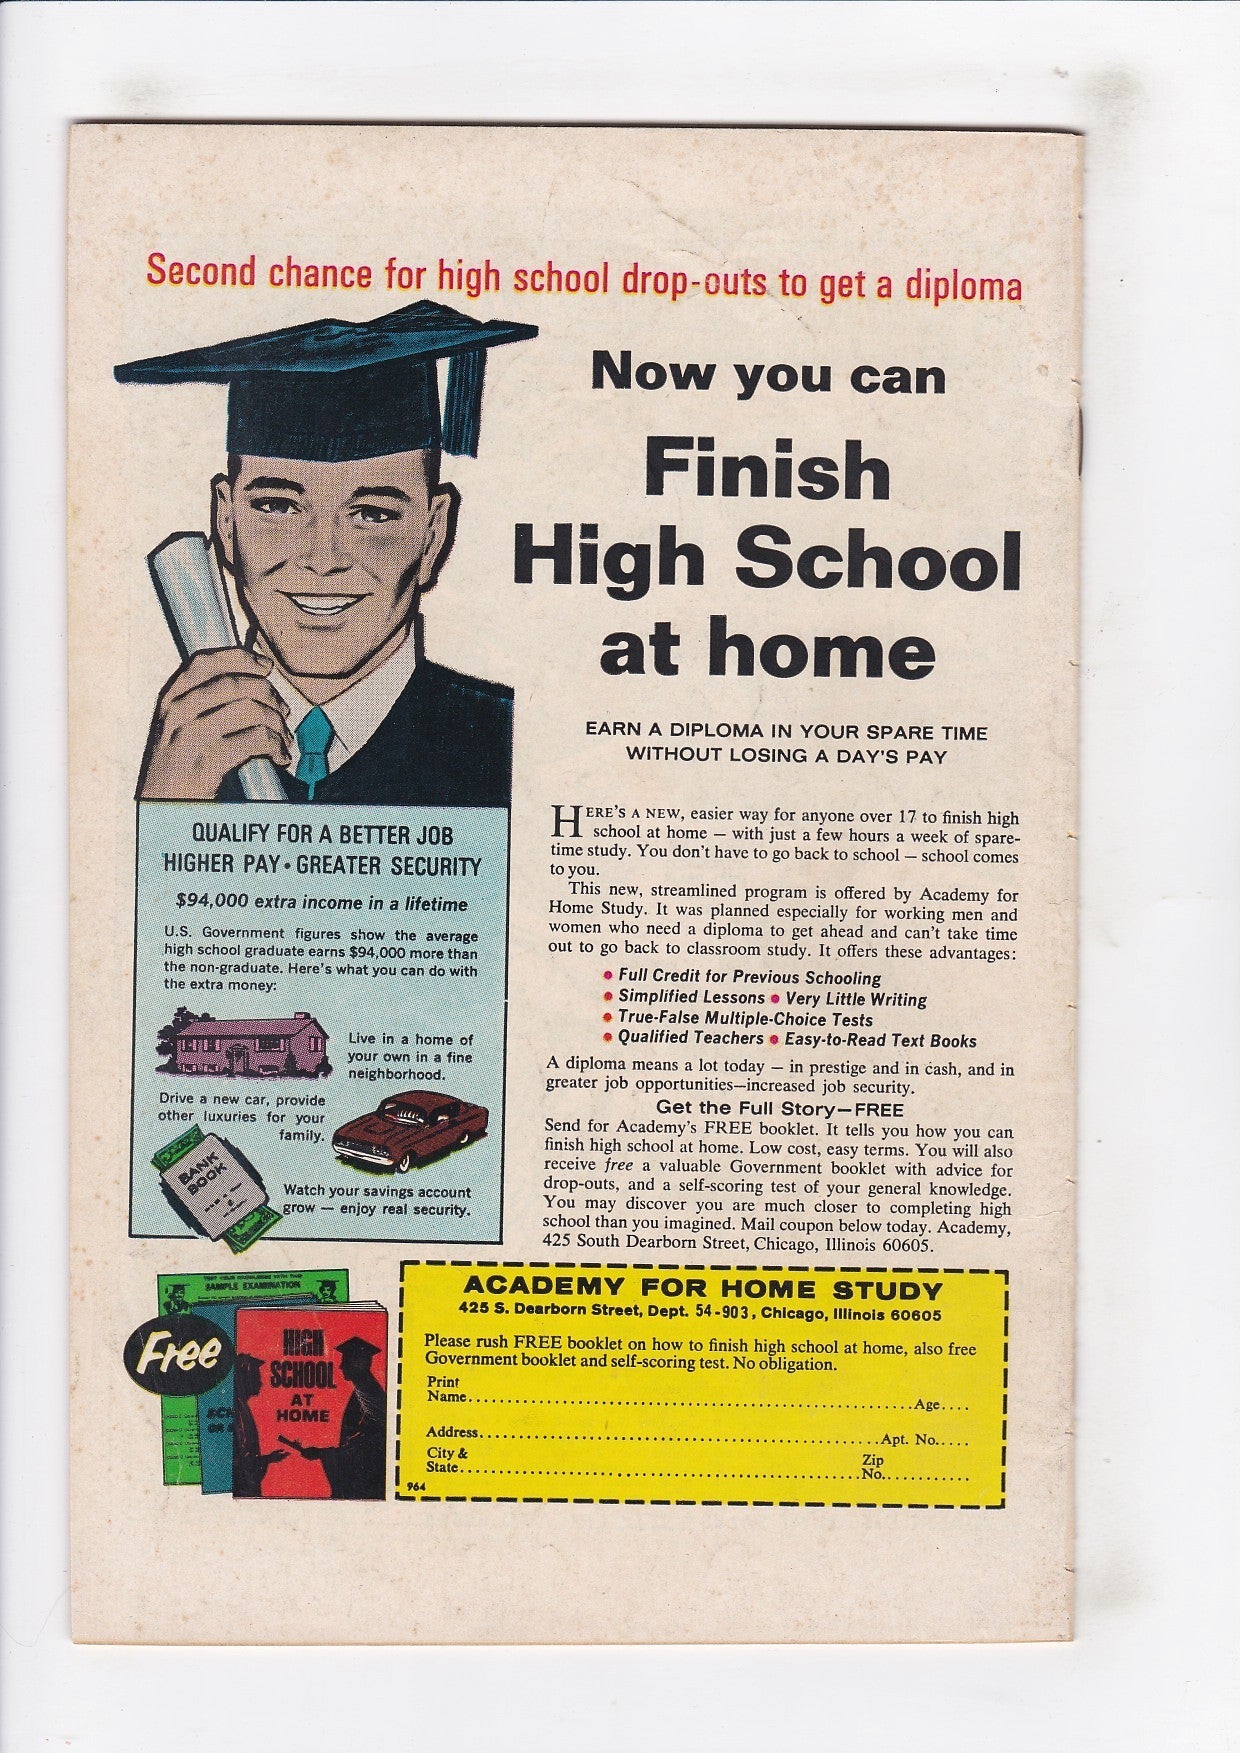 Second chance for high school drop-outs to get a diploma
Now you can
Finish
High School
at home
EARN A DIPLOMA IN YOUR SPARE TIME
WITHOUT LOSING A DAY'S PAY
QUALIFY FOR A BETTER JOB
HIGHER PAY • GREATER SECURITY
$94,000 extra income in a lifetime
U.S. Government figures show the average
high school graduate earns $94,000 more than
the non-graduate. Here's what you can do with
the extra money:
Live in a home of
your own in a fine
neighborhood.
Drive a new car, provide
other luxuries for your
family.
BANK
BOOK
Watch your savings account
grow — enjoy real security.
HERE'S A NEW, easier way for anyone over 17 to finish high
school at home — with just a few hours a week of spare-
time study. You don't have to go back to school — school comes
to you.
This new, streamlined program is offered by Academy for
Home Study. It was planned especially for working men and
women who need a diploma to get ahead and can't take time
out to go back to classroom study. It offers these advantages:
• Full Credit for Previous Schooling
• Simplified Lessons • Very Little Writing
• True-False Multiple-Choice Tests
• Qualified Teachers • Easy-to-Read Text Books
A diploma means a lot today — in prestige and in cash, and in
greater job opportunities—increased job security.
Get the Full Story—FREE
Send for Academy's FREE booklet. It tells you how you can
finish high school at home. Low cost, easy terms. You will also
receive free a valuable Government booklet with advice for
drop-outs, and a self-scoring test of your general knowledge.
You may discover you are much closer to completing high
school than you imagined. Mail coupon below today. Academy,
425 South Dearborn Street, Chicago, Illinois 60605.
TEST YOUR KNOWLEDGE WITH THIS
SAMPLE EXAMINATION
Free
HIGH
SCHOOL
AT
HOME
ACADEMY FOR HOME STUDY
425 S. Dearborn Street, Dept. 54-903, Chicago, Illinois 60605
Please rush FREE booklet on how to finish high school at home, also free
Government booklet and self-scoring test. No obligation.
Print
Name......................................................................Age....
Address...............................................................Apt. No.....
City & Zip
State...............................................................No............
964